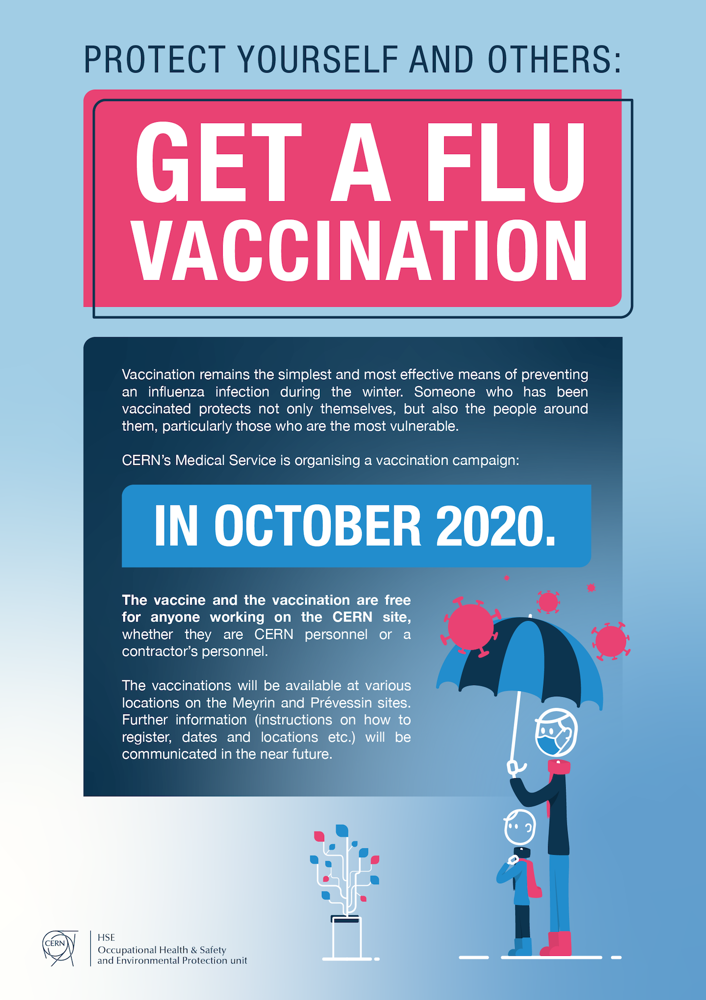 PROTECT YOURSELF AND OTHERS:
GET A FLU
VACCINATION
Vaccination remains the simplest and most effective means of preventing
an influenza infection during the winter. Someone who has been
vaccinated protects not only themselves, but also the people around
them, particularly those who are the most vulnerable.
CERN’s Medical Service is organising a vaccination campaign:
IN OCTOBER 2020.
The vaccine and the vaccination are free
for anyone working on the CERN site,
whether they are CERN personnel or a
contractor’s personnel.
The vaccinations will be available at various
locations on the Meyrin and Prévessin sites.
Further information (instructions on how to
register, dates and locations etc.) will be
communicated in the near future.
CERN
HSE
Occupational Health & Safety
and Environmental Protection unit